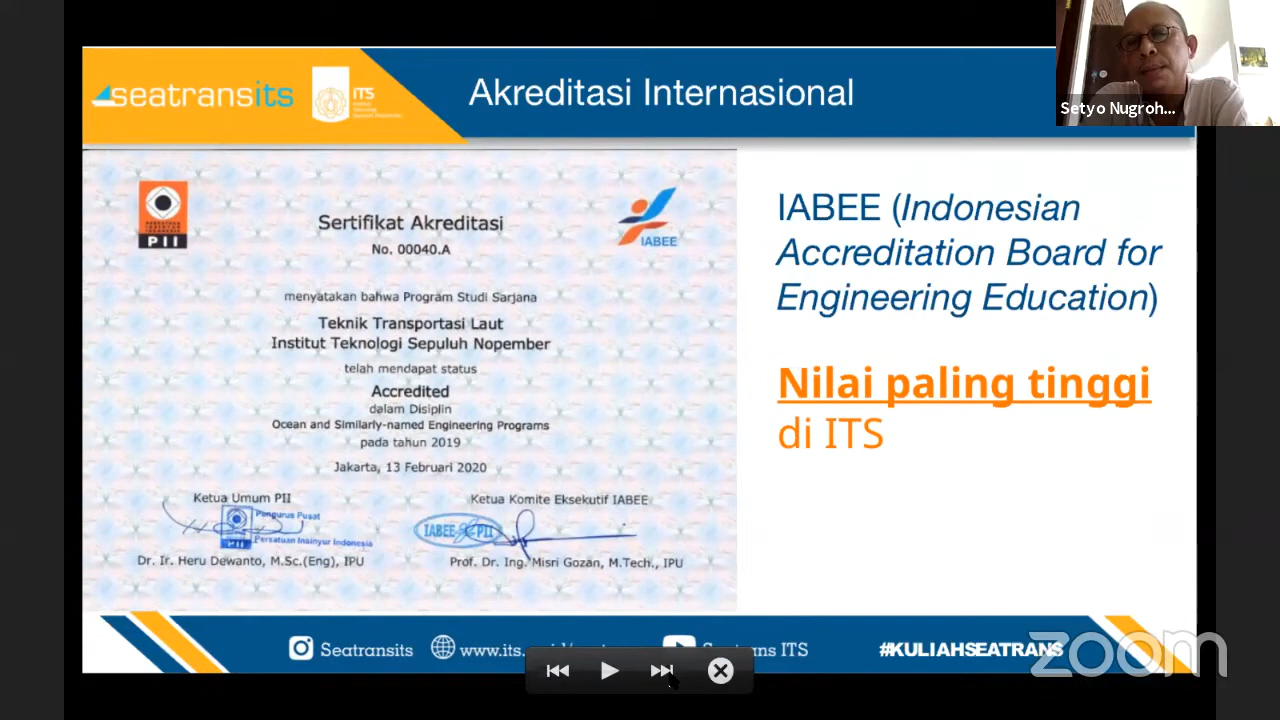 seatransits
ITS
Akreditasi Internasional
Setyo Nugroh...
PII
IABEE
Sertifikat Akreditasi
No. 00040.A
menyatakan bahwa Program Studi Sarjana
Teknik Transportasi Laut
Institut Teknologi Sepuluh Nopember
telah mendapat status
Accredited
dalam Disiplin
Ocean and Similarly-named Engineering Programs
pada tahun 2019
Jakarta, 13 Februari 2020
Ketua Umum PII
Ketua Komite Eksekutif IABEE
Pengurus Pusat
Persatuan Insinyur Indonesia
PII
IABEE PII
Dr. Ir. Heru Dewanto, M.Sc.(Eng), IPU
Prof. Dr. Ing. Misri Gozan, M.Tech., IPU
IABEE (Indonesian
Accreditation Board for
Engineering Education)
Nilai paling tinggi
di ITS
Seatransits
www.its.
ITS
#KULIAHSEATRANS
zoom